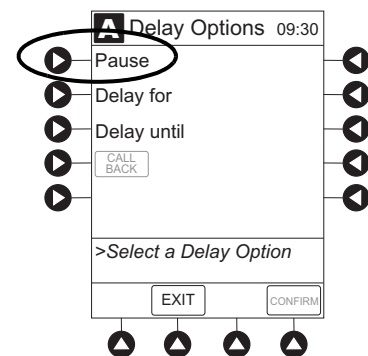 A Delay Options 09:30
Pause
Delay for
Delay until
CALL
BACK
>Select a Delay Option
EXIT CONFIRM